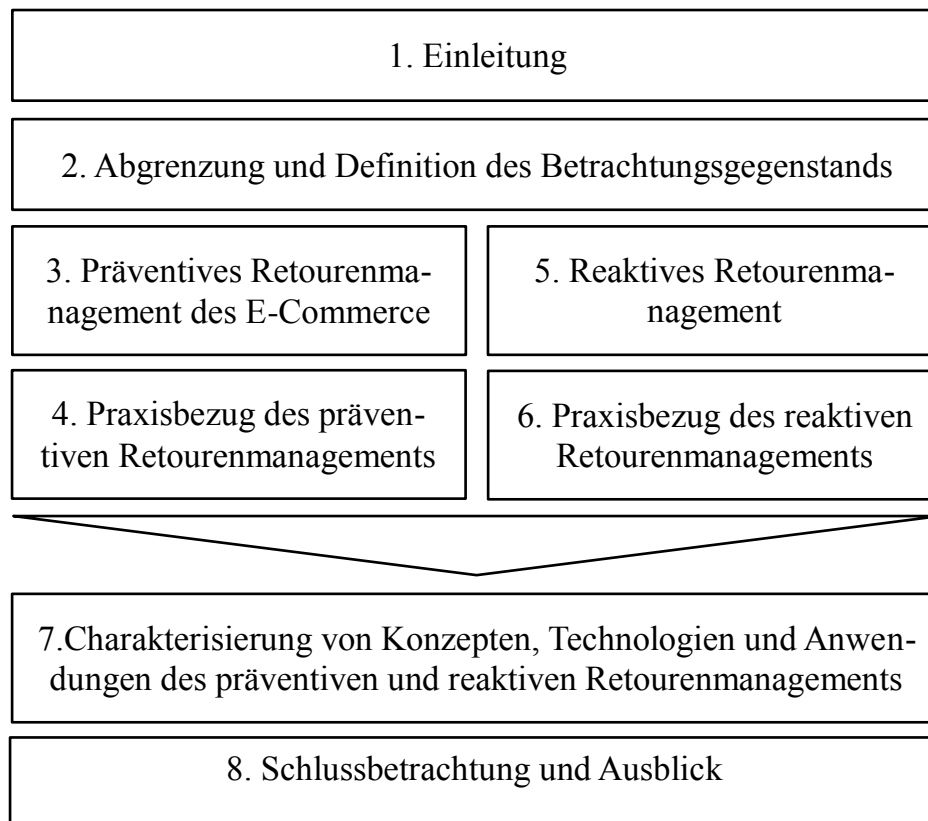 1. Einleitung
2. Abgrenzung und Definition des Betrachtungsgegenstands
3. Präventives Retourenma-
nagement des E-Commerce
4. Praxisbezug des präven-
tiven Retourenmanagements
5. Reaktives Retourenma-
nagement
6. Praxisbezug des reaktiven
Retourenmanagements
7.Charakterisierung von Konzepten, Technologien und Anwen-
dungen des präventiven und reaktiven Retourenmanagements
8. Schlussbetrachtung und Ausblick